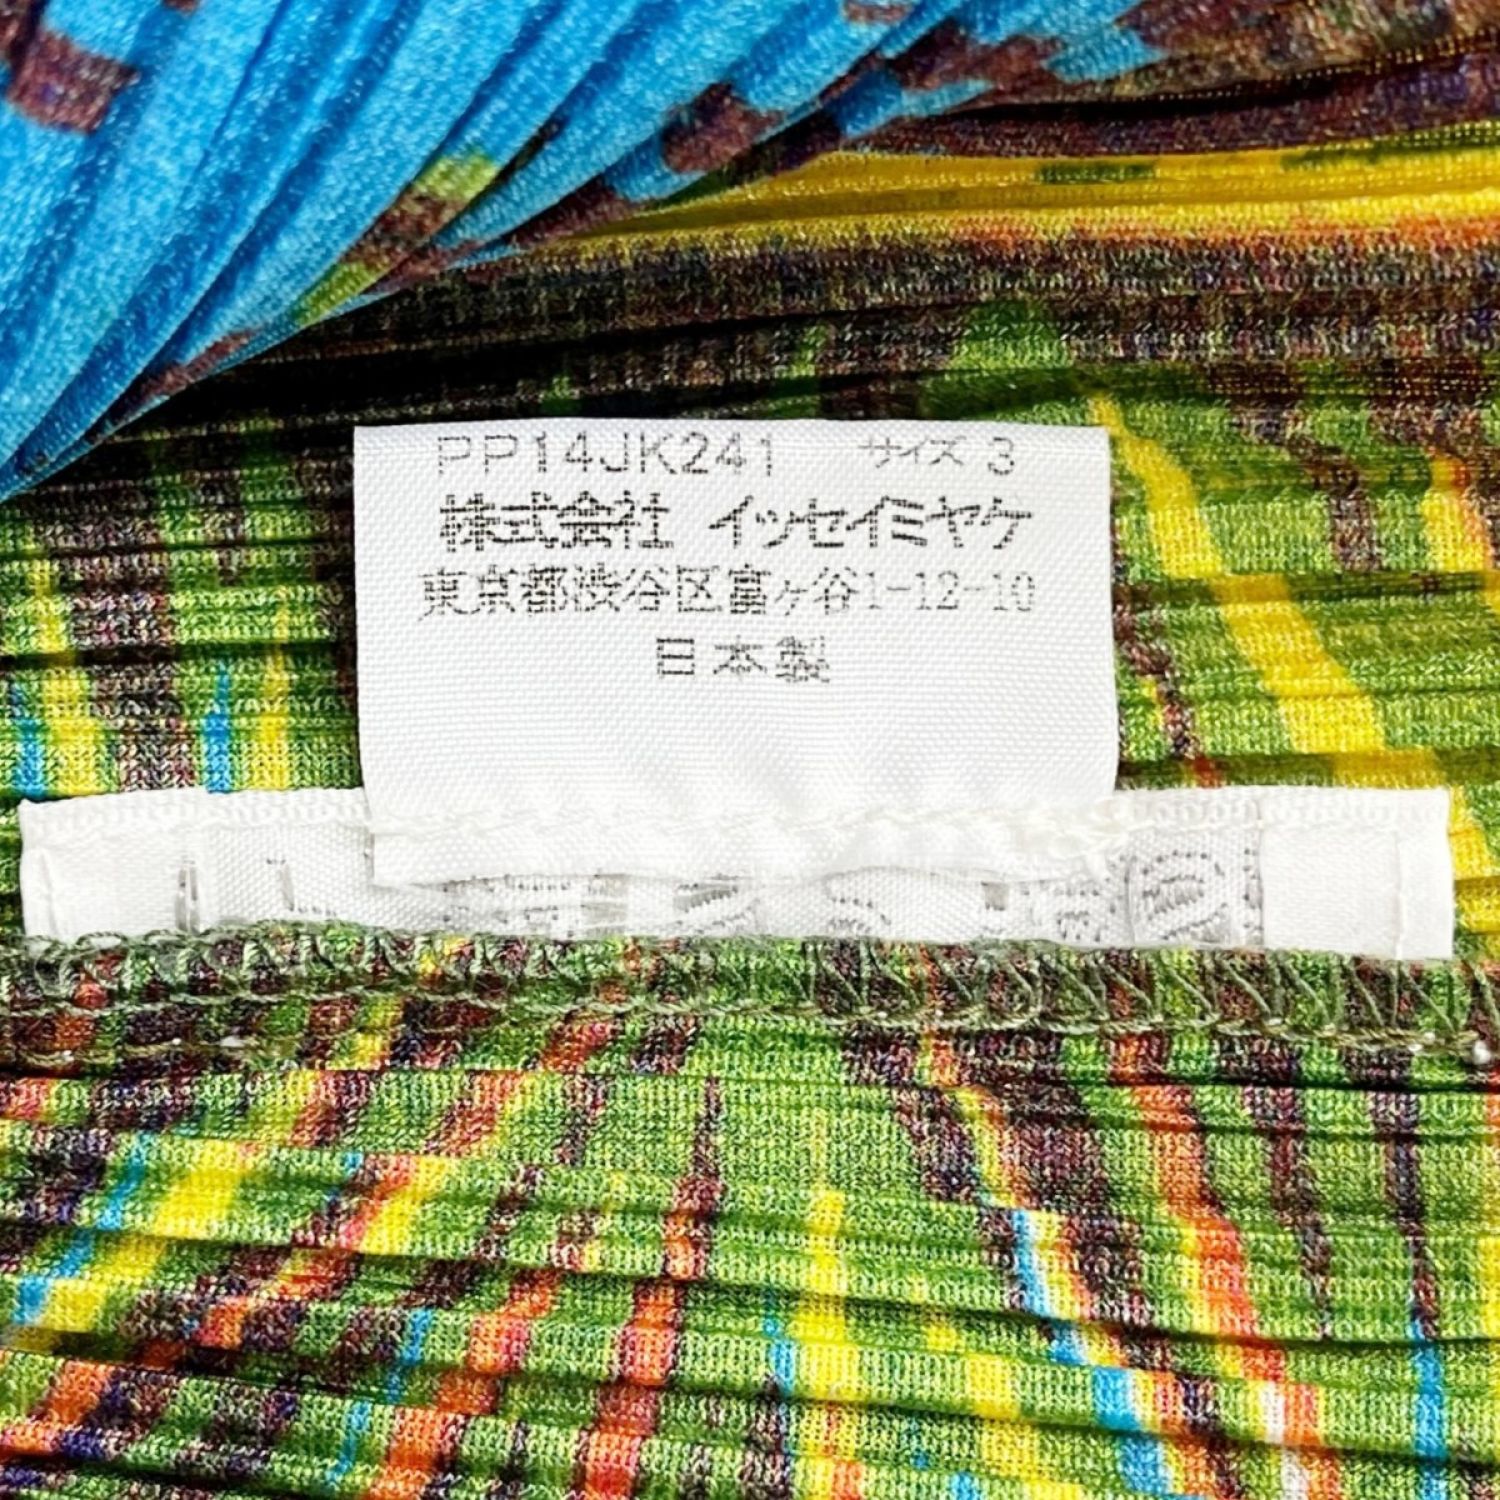 PP14JK241 サイズ 3
株式会社 イッセイミヤケ
東京都渋谷区富ヶ谷1-12-10
日本製